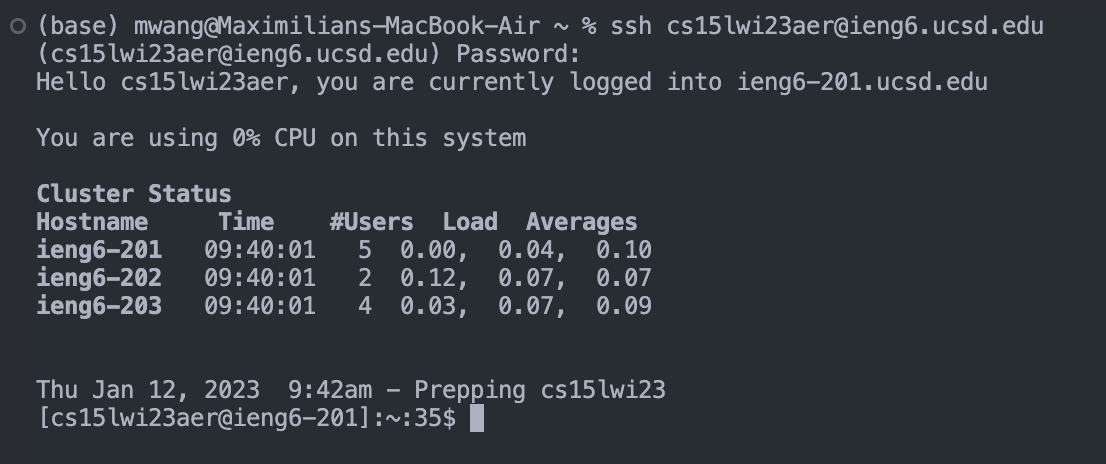 (base) mwang@Maximilians-MacBook-Air ~ % ssh cs15lwi23aer@ieng6.ucsd.edu
(cs15lwi23aer@ieng6.ucsd.edu) Password:
Hello cs15lwi23aer, you are currently logged into ieng6-201.ucsd.edu
You are using 0% CPU on this system
Cluster Status
Hostname     Time    #Users  Load  Averages
ieng6-201   09:40:01   5  0.00,  0.04,  0.10
ieng6-202   09:40:01   2  0.12,  0.07,  0.07
ieng6-203   09:40:01   4  0.03,  0.07,  0.09
Thu Jan 12, 2023  9:42am - Prepping cs15lwi23
[cs15lwi23aer@ieng6-201]:~:35$